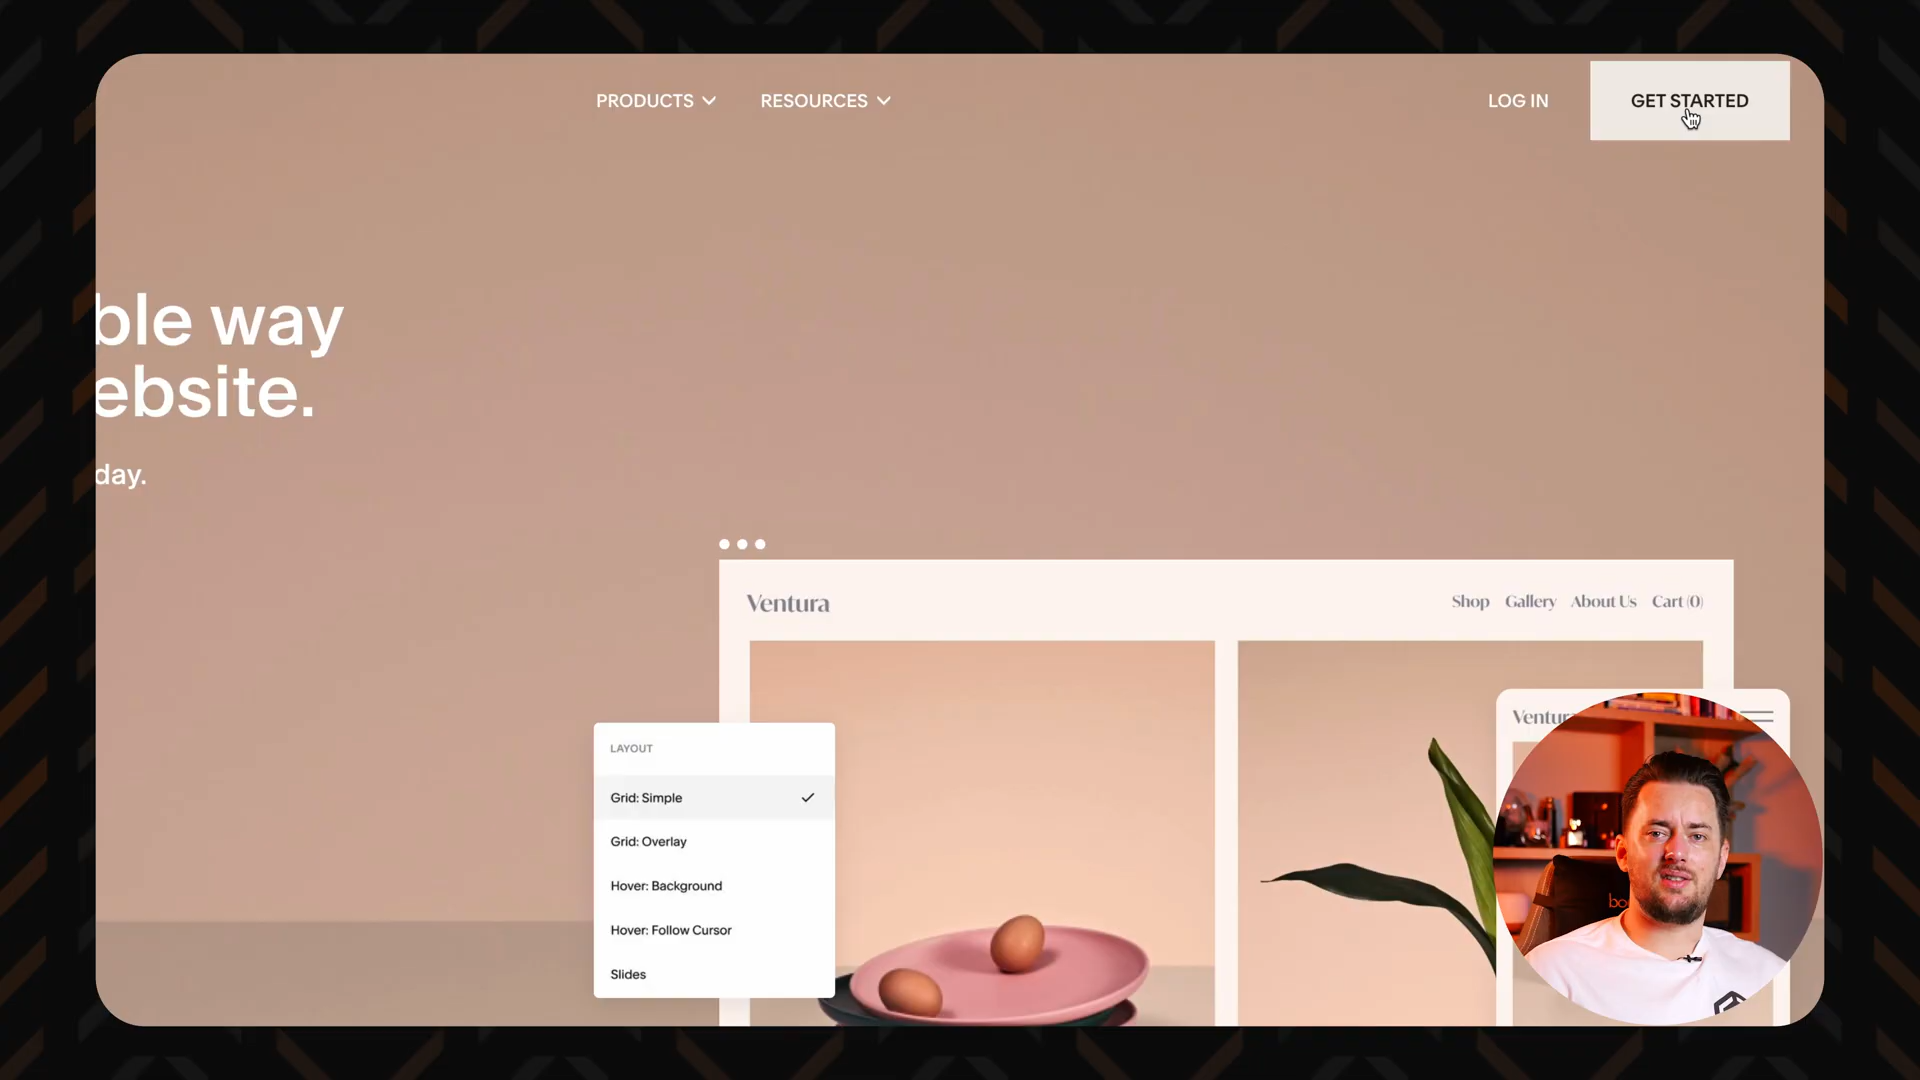 PRODUCTS
RESOURCES
LOG IN
GET STARTED
ble way
ebsite.
day.
Ventura
Shop
Gallery
About Us
Cart (0)
LAYOUT
Grid: Simple
Grid: Overlay
Hover: Background
Hover: Follow Cursor
Slides
Ventur